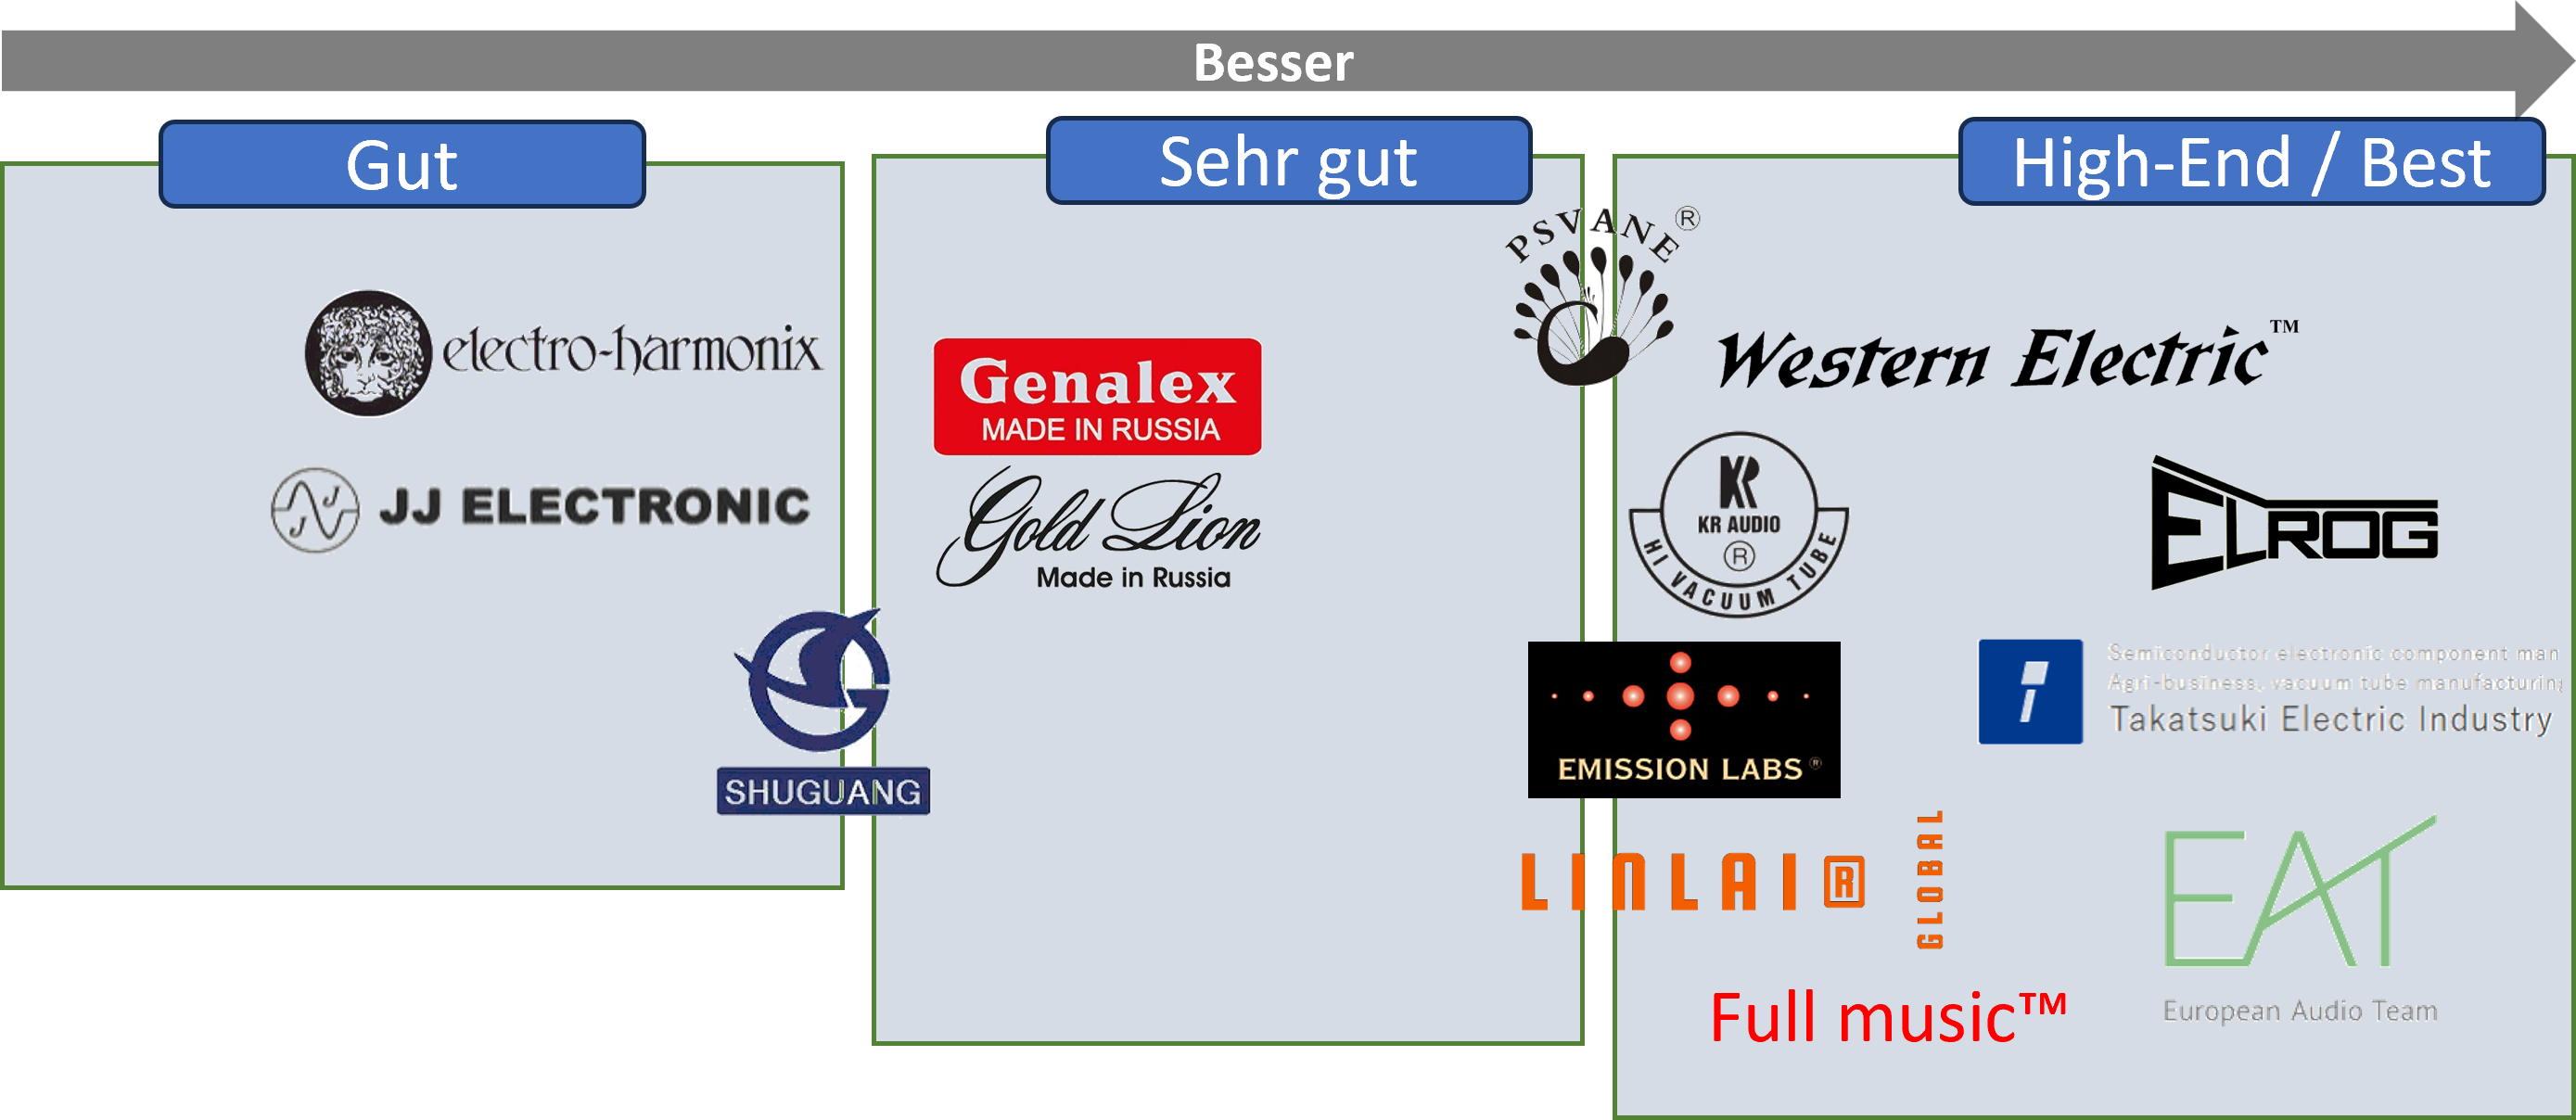 Besser
Gut
electro-harmonix
JJ
JJ ELECTRONIC
SHUGUANG
Sehr gut
Genalex
MADE IN RUSSIA
Gold Lion
Made in Russia
High-End / Best
PSVANE®
Western Electric™
KR
KR AUDIO
®
HI VACUUM TUBE
ELROG
EMISSION LABS®
Semiconductor electronic component man
Agri-business, vacuum tube manufacturing
Takatsuki Electric Industry
LINLAI®
GLOBAL
EAT
European Audio Team
Full music™